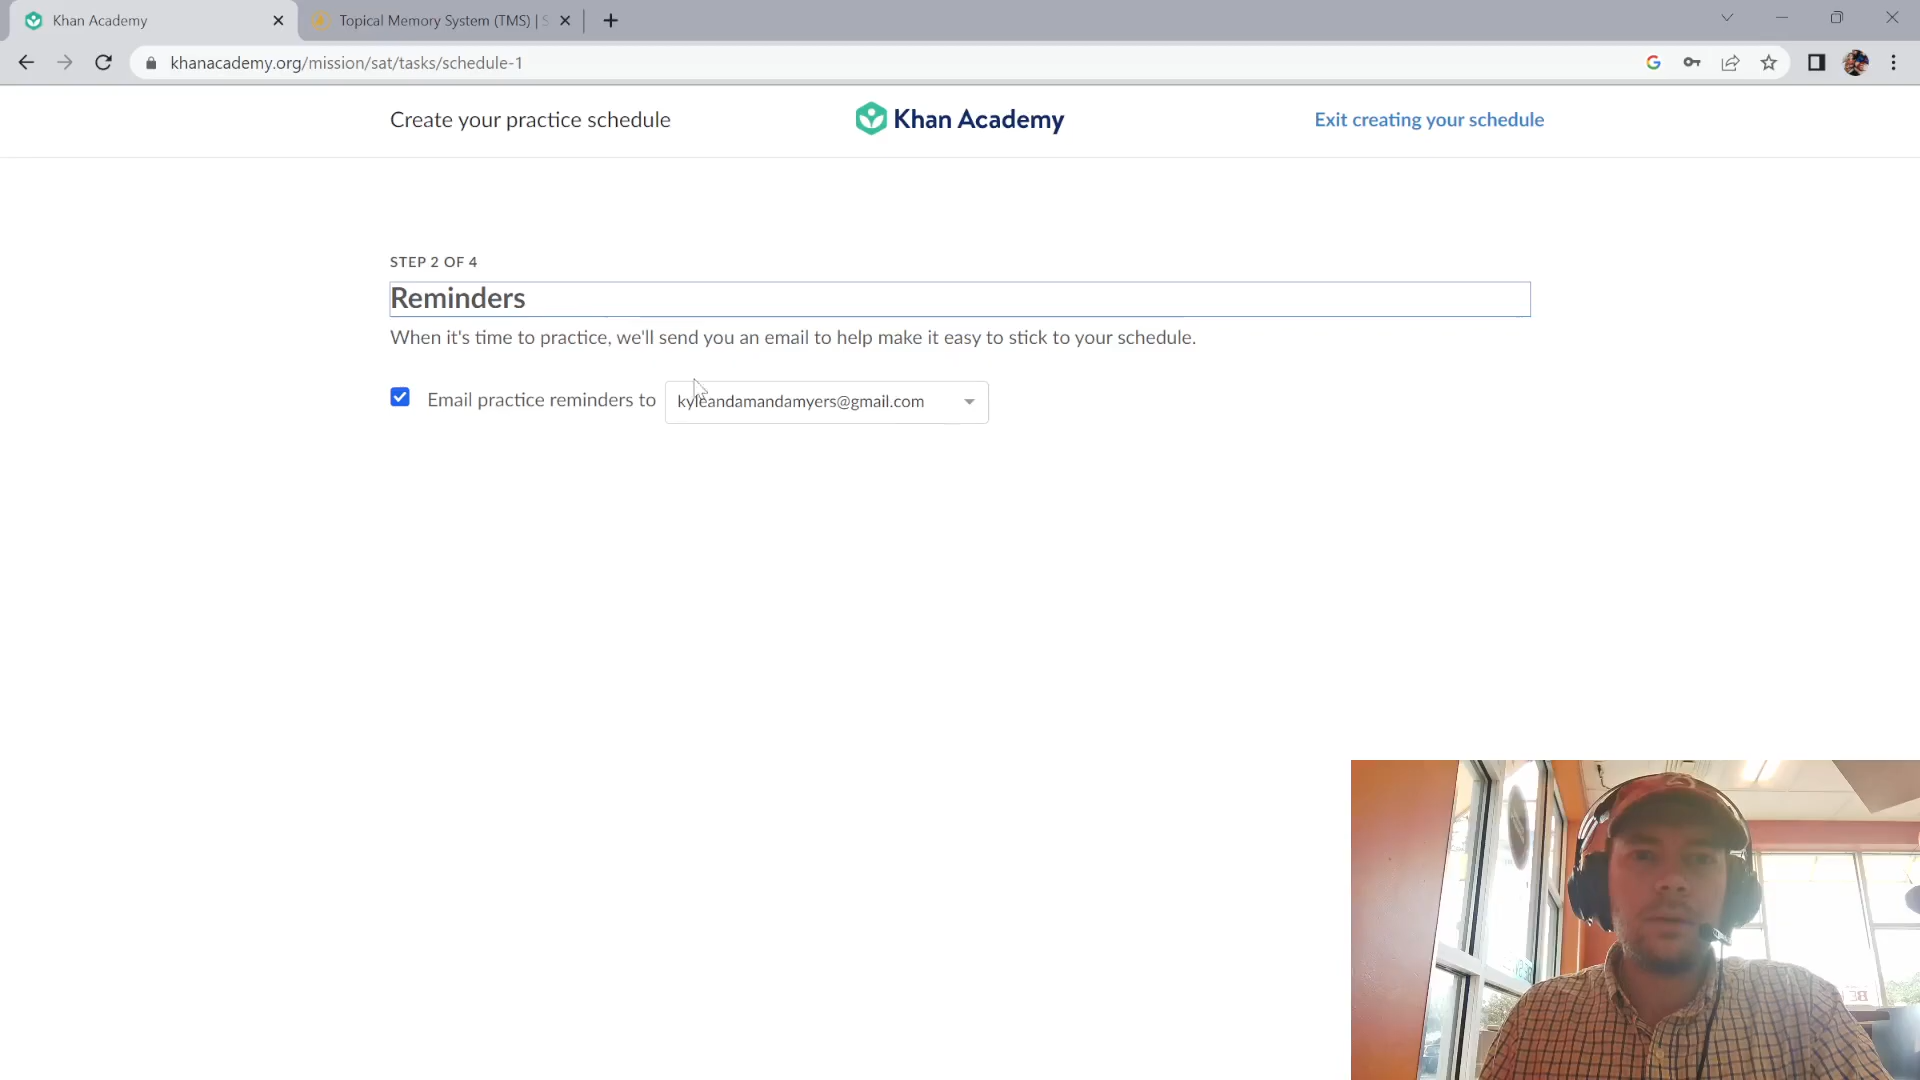 Khan Academy
Topical Memory System (TMS) | S
khanacademy.org/mission/sat/tasks/schedule-1
Create your practice schedule
Khan Academy
Exit creating your schedule
STEP 2 OF 4
Reminders
When it's time to practice, we'll send you an email to help make it easy to stick to your schedule.
Email practice reminders to
kyleandamandamyers@gmail.com